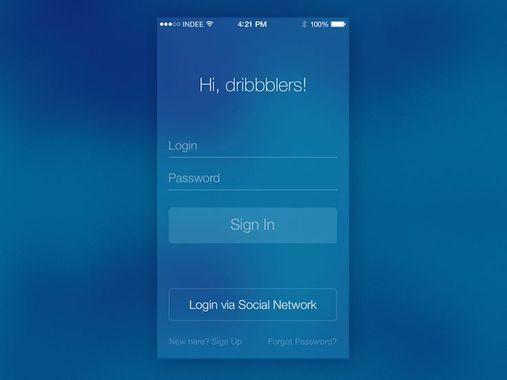 INDEE 4:21 PM 100%
Hi, dribbblers!
Login
Password
Sign In
Login via Social Network
New here? Sign Up Forgot Password?